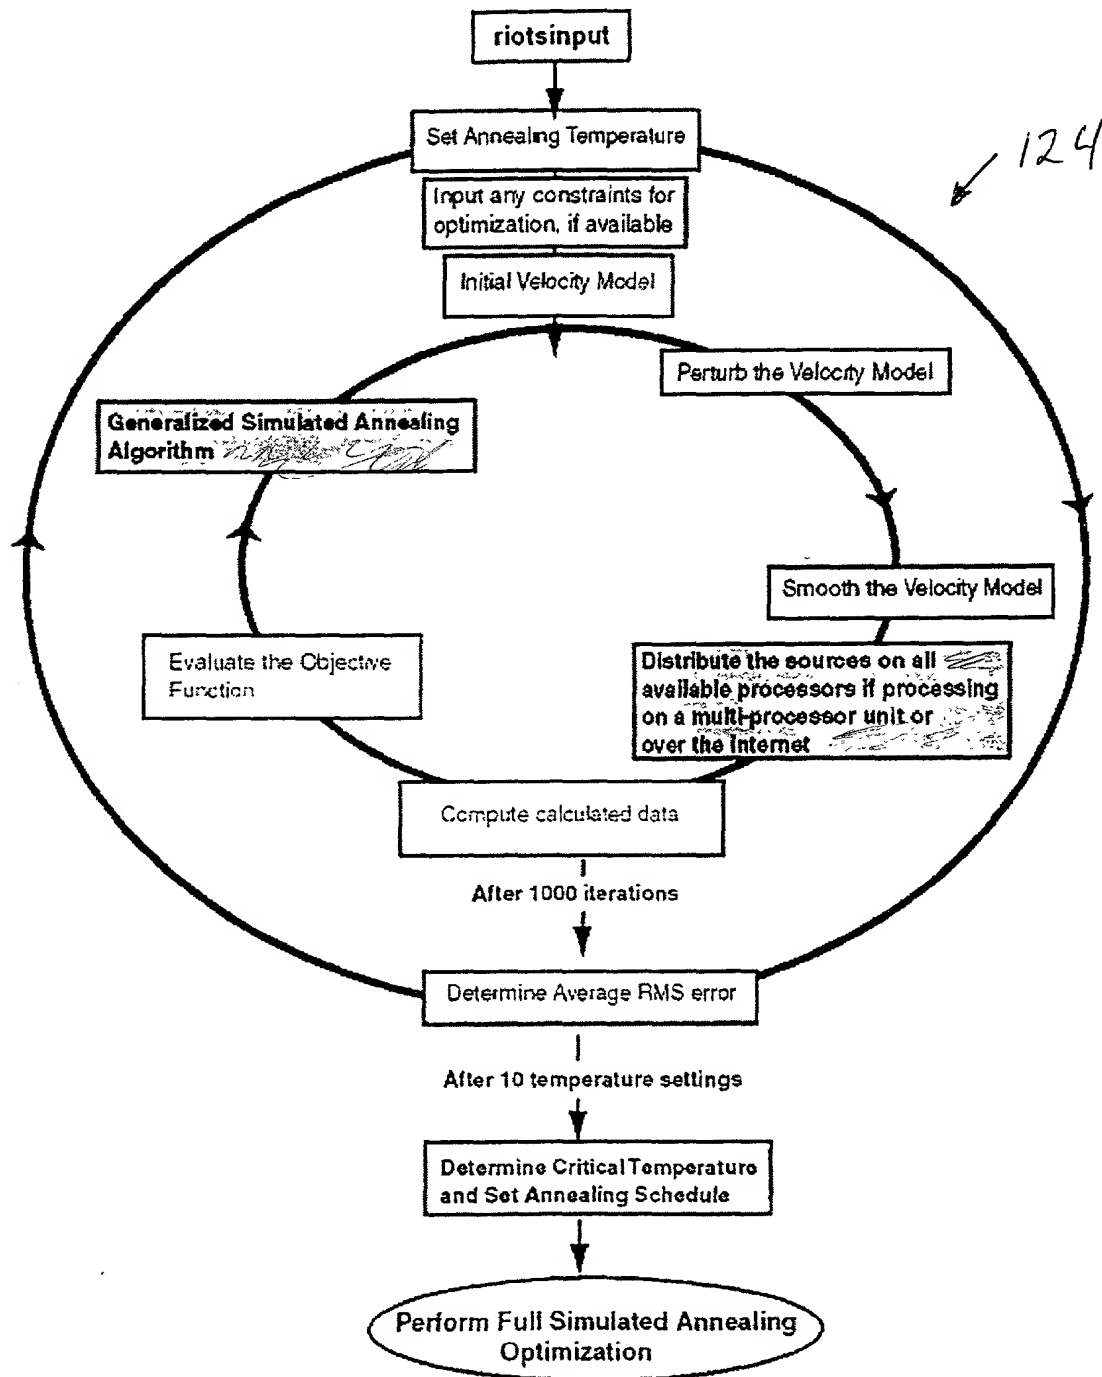 riotsinput
124
Set Annealing Temperature
Input any constraints for
optimization, if available
Initial Velocity Model
Perturb the Velocity Model
Generalized Simulated Annealing
Algorithm
Smooth the Velocity Model
Evaluate the Objective
Function
Distribute the sources on all
available processors if processing
on a multi-processor unit or
over the Internet
Compute calculated data
After 1000 iterations
Determine Average RMS error
After 10 temperature settings
Determine Critical Temperature
and Set Annealing Schedule
Perform Full Simulated Annealing
Optimization